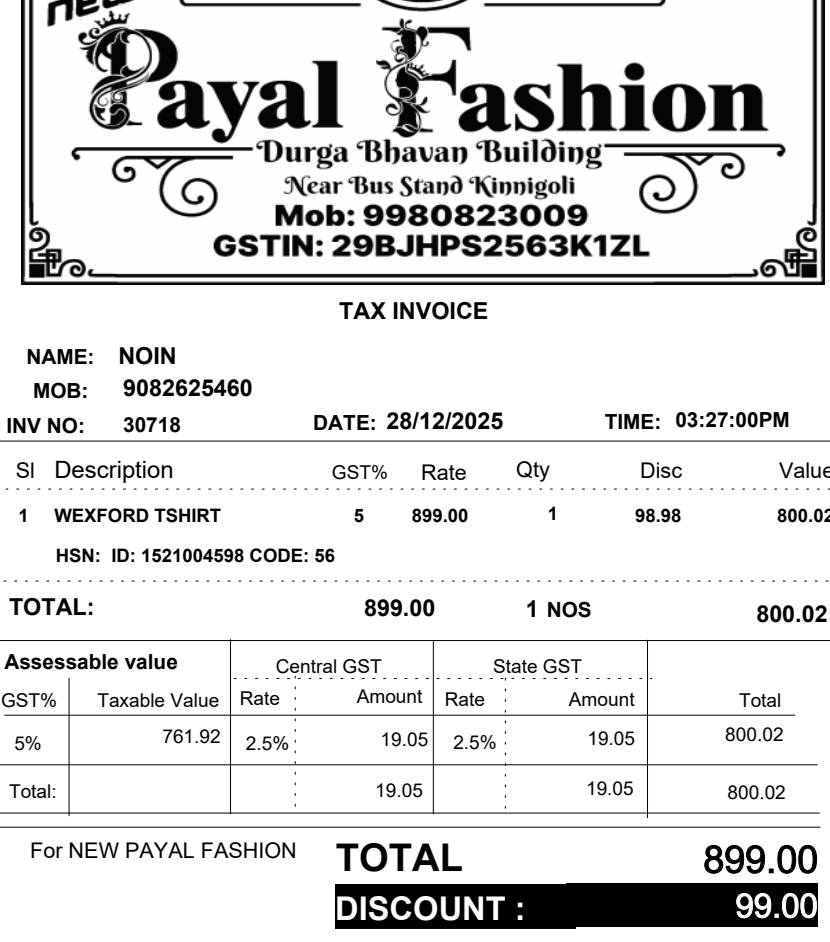 new
Payal Fashion
Durga Bhavan Building
Near Bus Stand Kinnigoli
Mob: 9980823009
GSTIN: 29BJHPS2563K1ZL
TAX INVOICE
NAME: NOIN
MOB: 9082625460
INV NO: 30718 DATE: 28/12/2025 TIME: 03:27:00PM
Sl Description GST% Rate Qty Disc Value
1 WEXFORD TSHIRT 5 899.00 1 98.98 800.02
HSN: ID: 1521004598 CODE: 56
TOTAL: 899.00 1 NOS 800.02
Assessable value Central GST State GST
GST% Taxable Value Rate Amount Rate Amount Total
5% 761.92 2.5% 19.05 2.5% 19.05 800.02
Total: 19.05 19.05 800.02
For NEW PAYAL FASHION TOTAL 899.00
DISCOUNT : 99.00